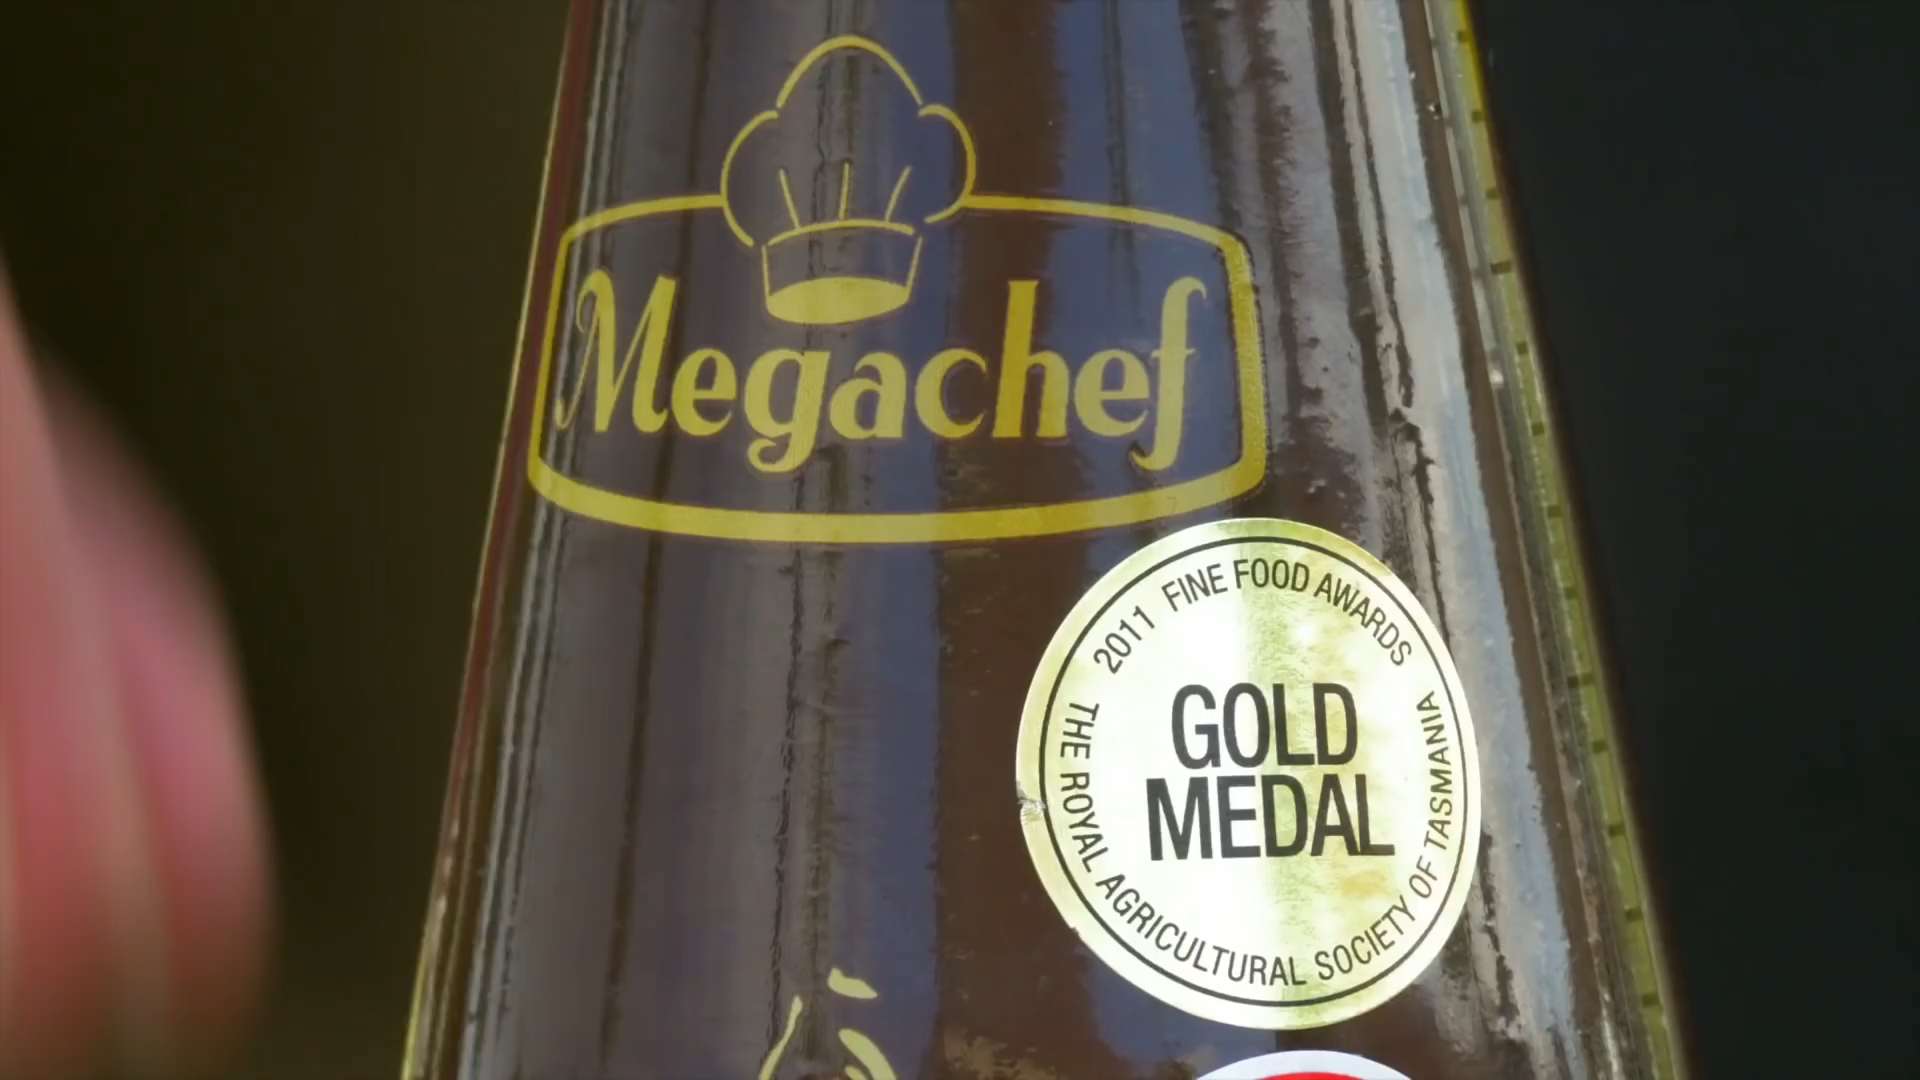 Megachef
2011 FINE FOOD AWARDS
GOLD
MEDAL
THE ROYAL AGRICULTURAL SOCIETY OF TASMANIA